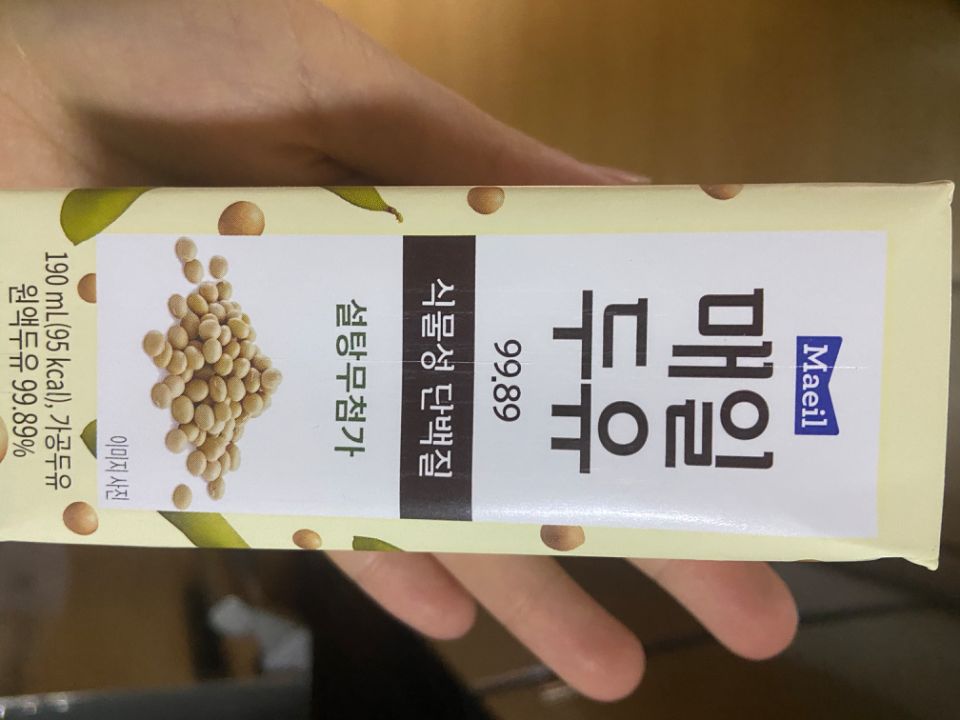 Maeil
매일
두유
99.89
식물성 단백질
설탕무첨가
이미지 사진
190 mL(95 kcal), 가공두유
원액두유 99.89%